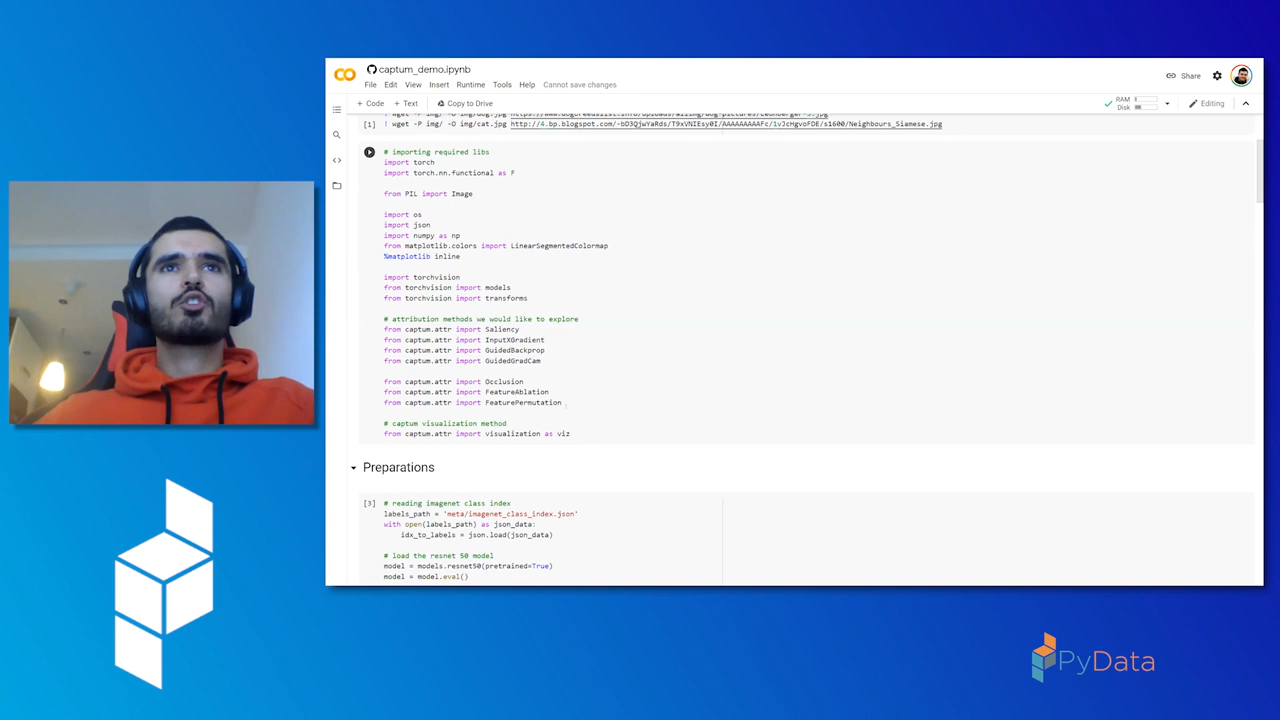 captum_demo.ipynb
File Edit View Insert Runtime Tools Help Cannot save changes
Share
+ Code + Text Copy to Drive
RAM
Disk
Editing
[1] ! wget -P img/ -O img/cat.jpg http://4.bp.blogspot.com/-bD3QjwYaRds/T9xVNIEsy0I/AAAAAAAAAFc/1vJcHgvoFDE/s1600/Neighbours_Siamese.jpg
# importing required libs
import torch
import torch.nn.functional as F
from PIL import Image
import os
import json
import numpy as np
from matplotlib.colors import LinearSegmentedColormap
%matplotlib inline
import torchvision
from torchvision import models
from torchvision import transforms
# attribution methods we would like to explore
from captum.attr import Saliency
from captum.attr import InputXGradient
from captum.attr import GuidedBackprop
from captum.attr import GuidedGradCam
from captum.attr import Occlusion
from captum.attr import FeatureAblation
from captum.attr import FeaturePermutation
# captum visualization method
from captum.attr import visualization as viz
Preparations
[3] # reading imagenet class index
labels_path = 'meta/imagenet_class_index.json'
with open(labels_path) as json_data:
idx_to_labels = json.load(json_data)
# load the resnet 50 model
model = models.resnet50(pretrained=True)
model = model.eval()
PyData